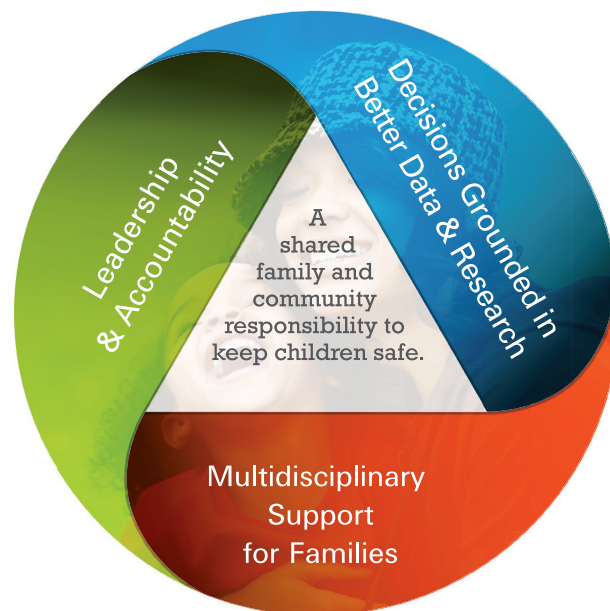 Leadership
& Accountability
Decisions Grounded in
Better Data & Research
A
shared
family and
community
responsibility to
keep children safe.
Multidisciplinary
Support
for Families